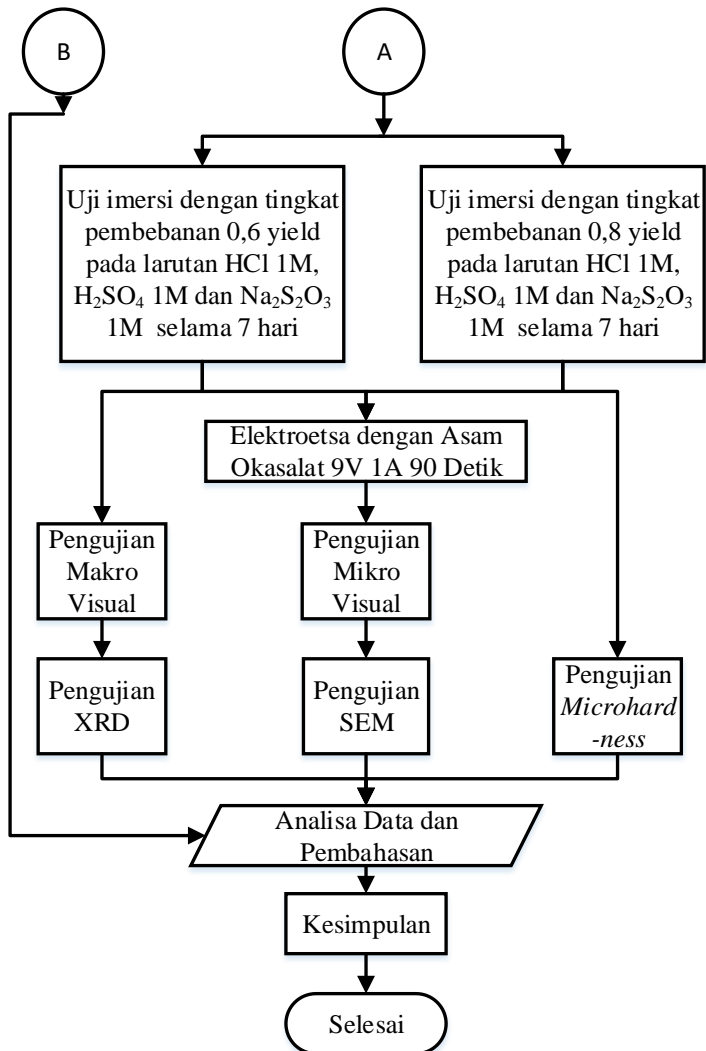 B
A
Uji imersi dengan tingkat
pembebanan 0,6 yield
pada larutan HCl 1M,
H₂SO₄ 1M dan Na₂S₂O₃
1M selama 7 hari
Uji imersi dengan tingkat
pembebanan 0,8 yield
pada larutan HCl 1M,
H₂SO₄ 1M dan Na₂S₂O₃
1M selama 7 hari
Elektroetsa dengan Asam
Okasalat 9V 1A 90 Detik
Pengujian
Makro
Visual
Pengujian
Mikro
Visual
Pengujian
XRD
Pengujian
SEM
Pengujian
Microhard
-ness
Analisa Data dan
Pembahasan
Kesimpulan
Selesai